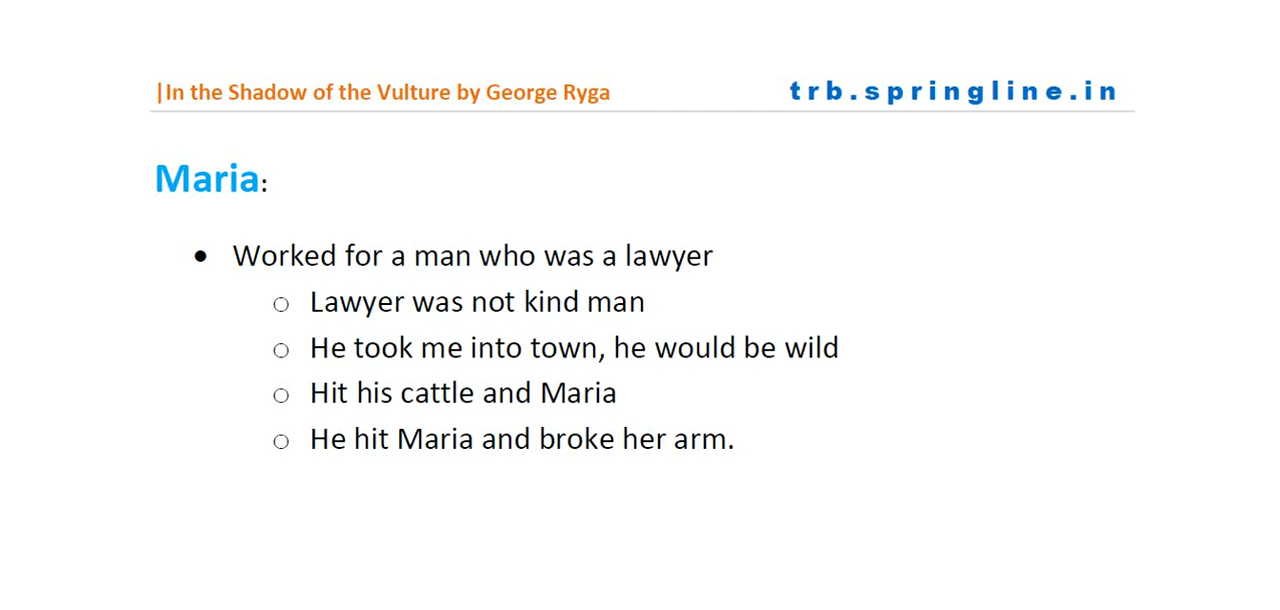 |In the Shadow of the Vulture by George Ryga trb.springline.in
Maria:
• Worked for a man who was a lawyer
○ Lawyer was not kind man
○ He took me into town, he would be wild
○ Hit his cattle and Maria
○ He hit Maria and broke her arm.